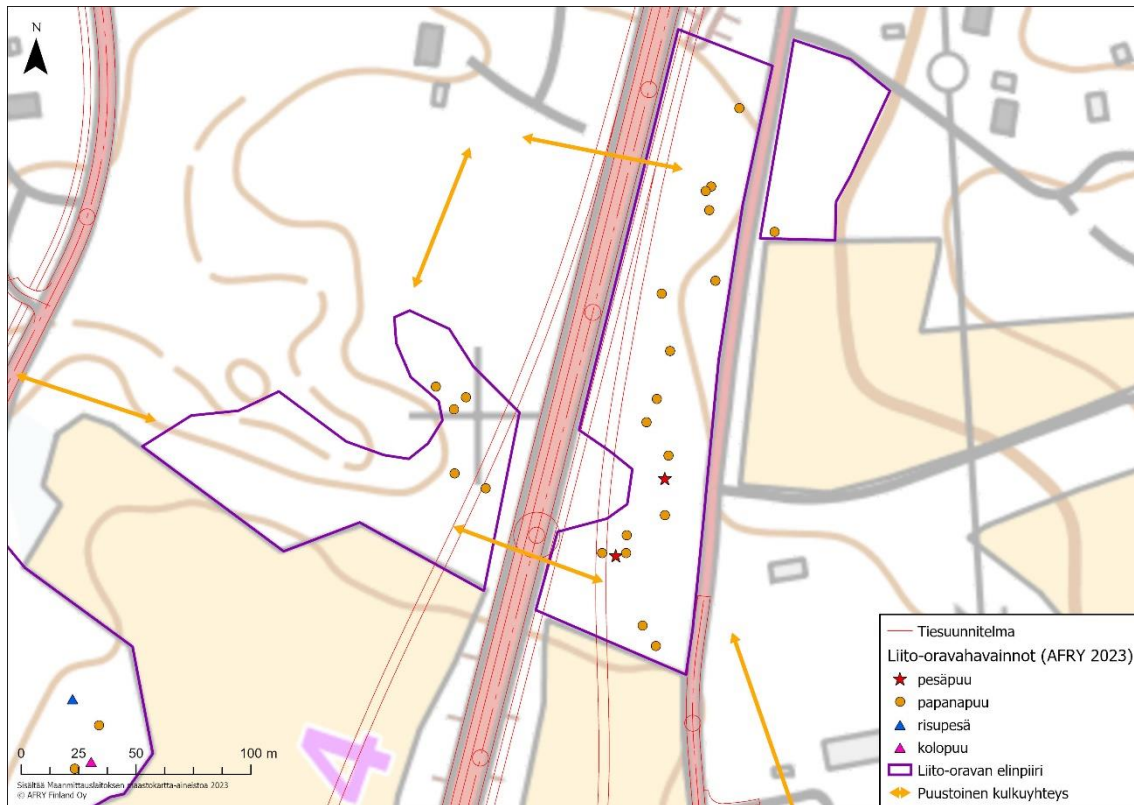 N
4
Tiesuunnitelma
Liito-oravahavainnot (AFRY 2023)
pesäpuu
papanapuu
risupesä
kolopuu
Liito-oravan elinpiiri
Puustoinen kulkuyhteys
0 25 50 100 m
Sisältää Maanmittauslaitoksen maastokartta-aineistoa 2023
© AFRY Finland Oy